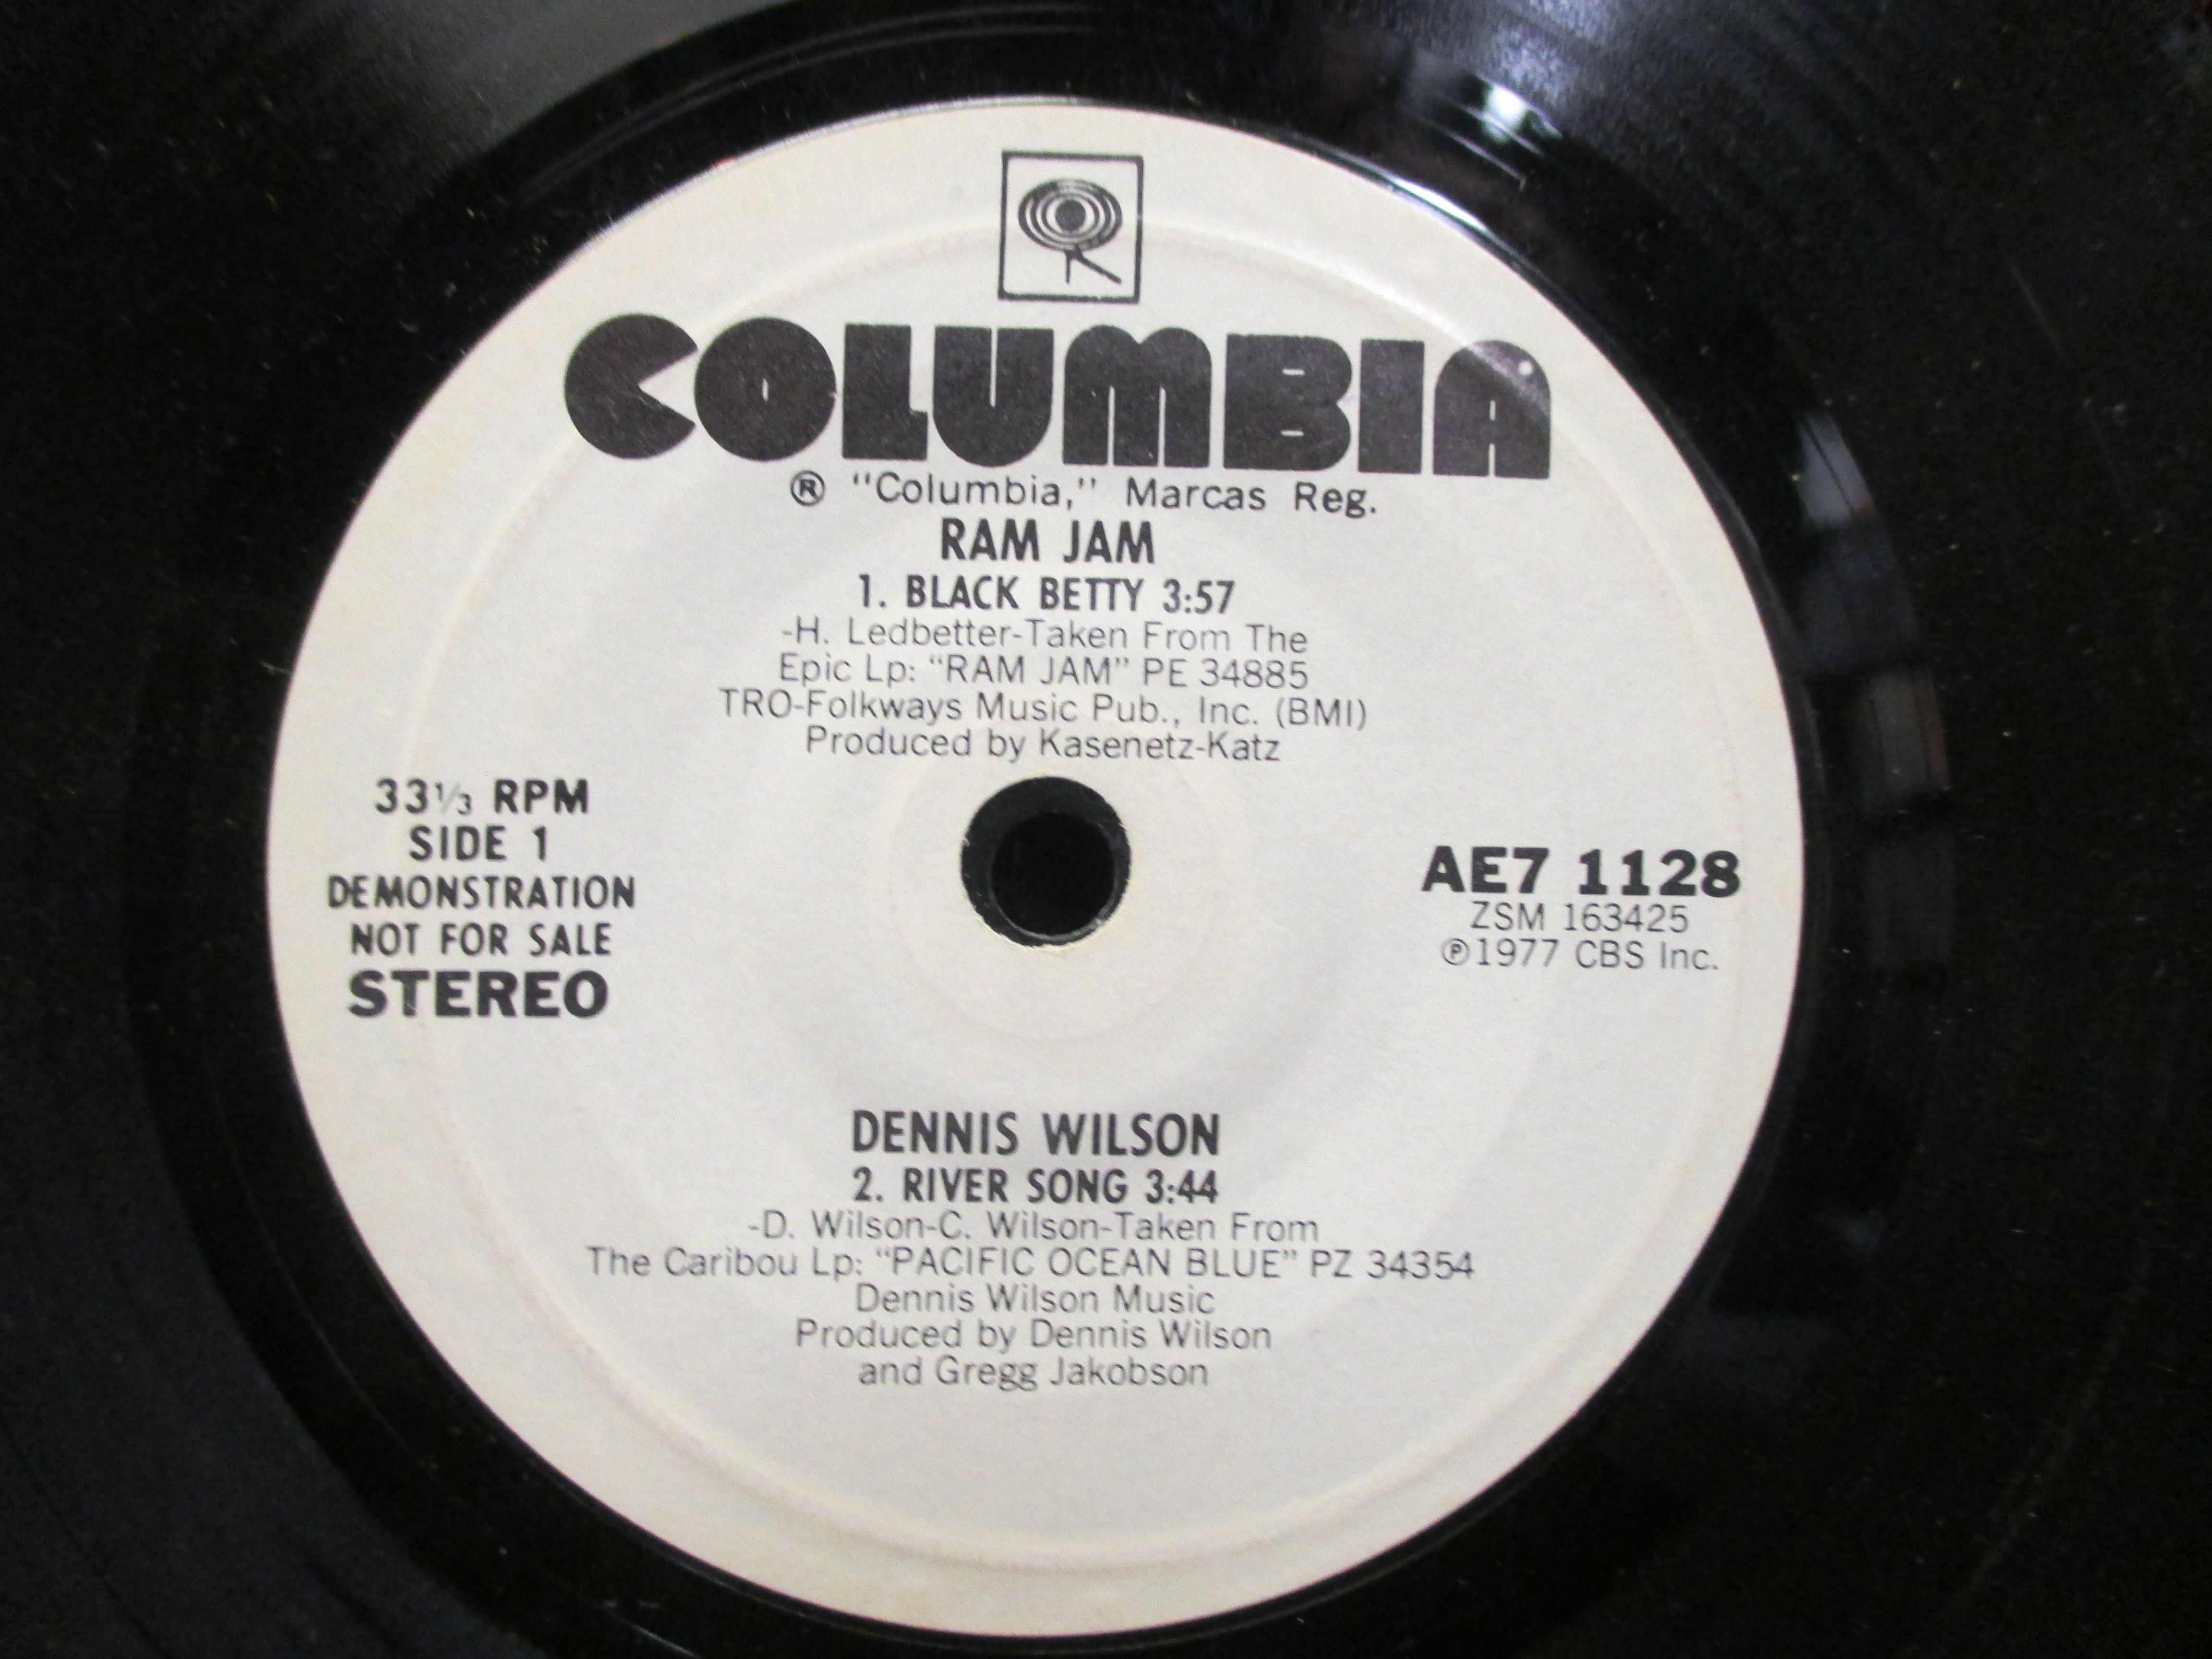 COLUMBIA
® "Columbia," Marcas Reg.
RAM JAM
1. BLACK BETTY 3:57
-H. Ledbetter-Taken From The
Epic Lp: "RAM JAM" PE 34885
TRO-Folkways Music Pub., Inc. (BMI)
Produced by Kasenetz-Katz
33⅓ RPM
SIDE 1
DEMONSTRATION
NOT FOR SALE
STEREO
AE7 1128
ZSM 163425
℗1977 CBS Inc.
DENNIS WILSON
2. RIVER SONG 3:44
-D. Wilson-C. Wilson-Taken From
The Caribou Lp: "PACIFIC OCEAN BLUE" PZ 34354
Dennis Wilson Music
Produced by Dennis Wilson
and Gregg Jakobson